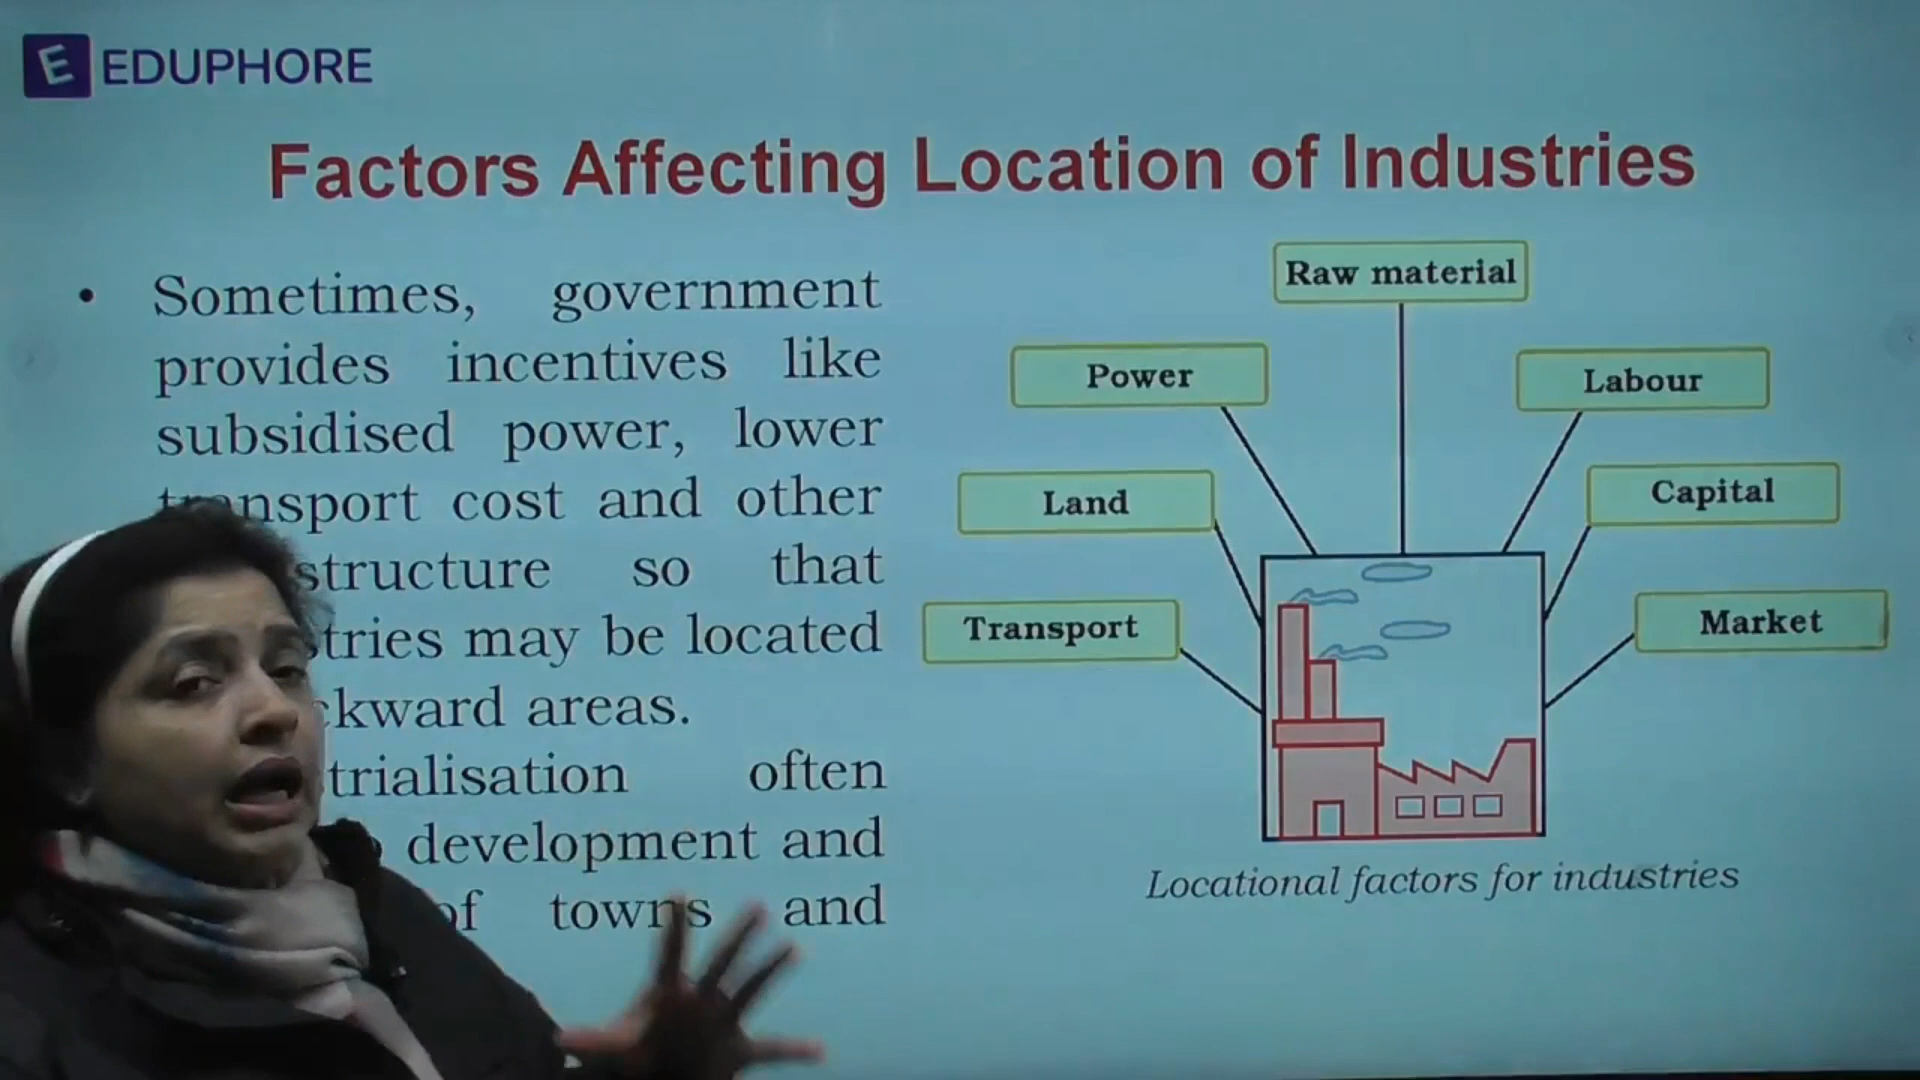 EDUPHORE
Factors Affecting Location of Industries
• Sometimes, government
provides incentives like
subsidised power, lower
transport cost and other
structure so that
tries may be located
kward areas.
trialisation often
development and
of towns and
Raw material
Power
Labour
Land
Capital
Transport
Market
Locational factors for industries